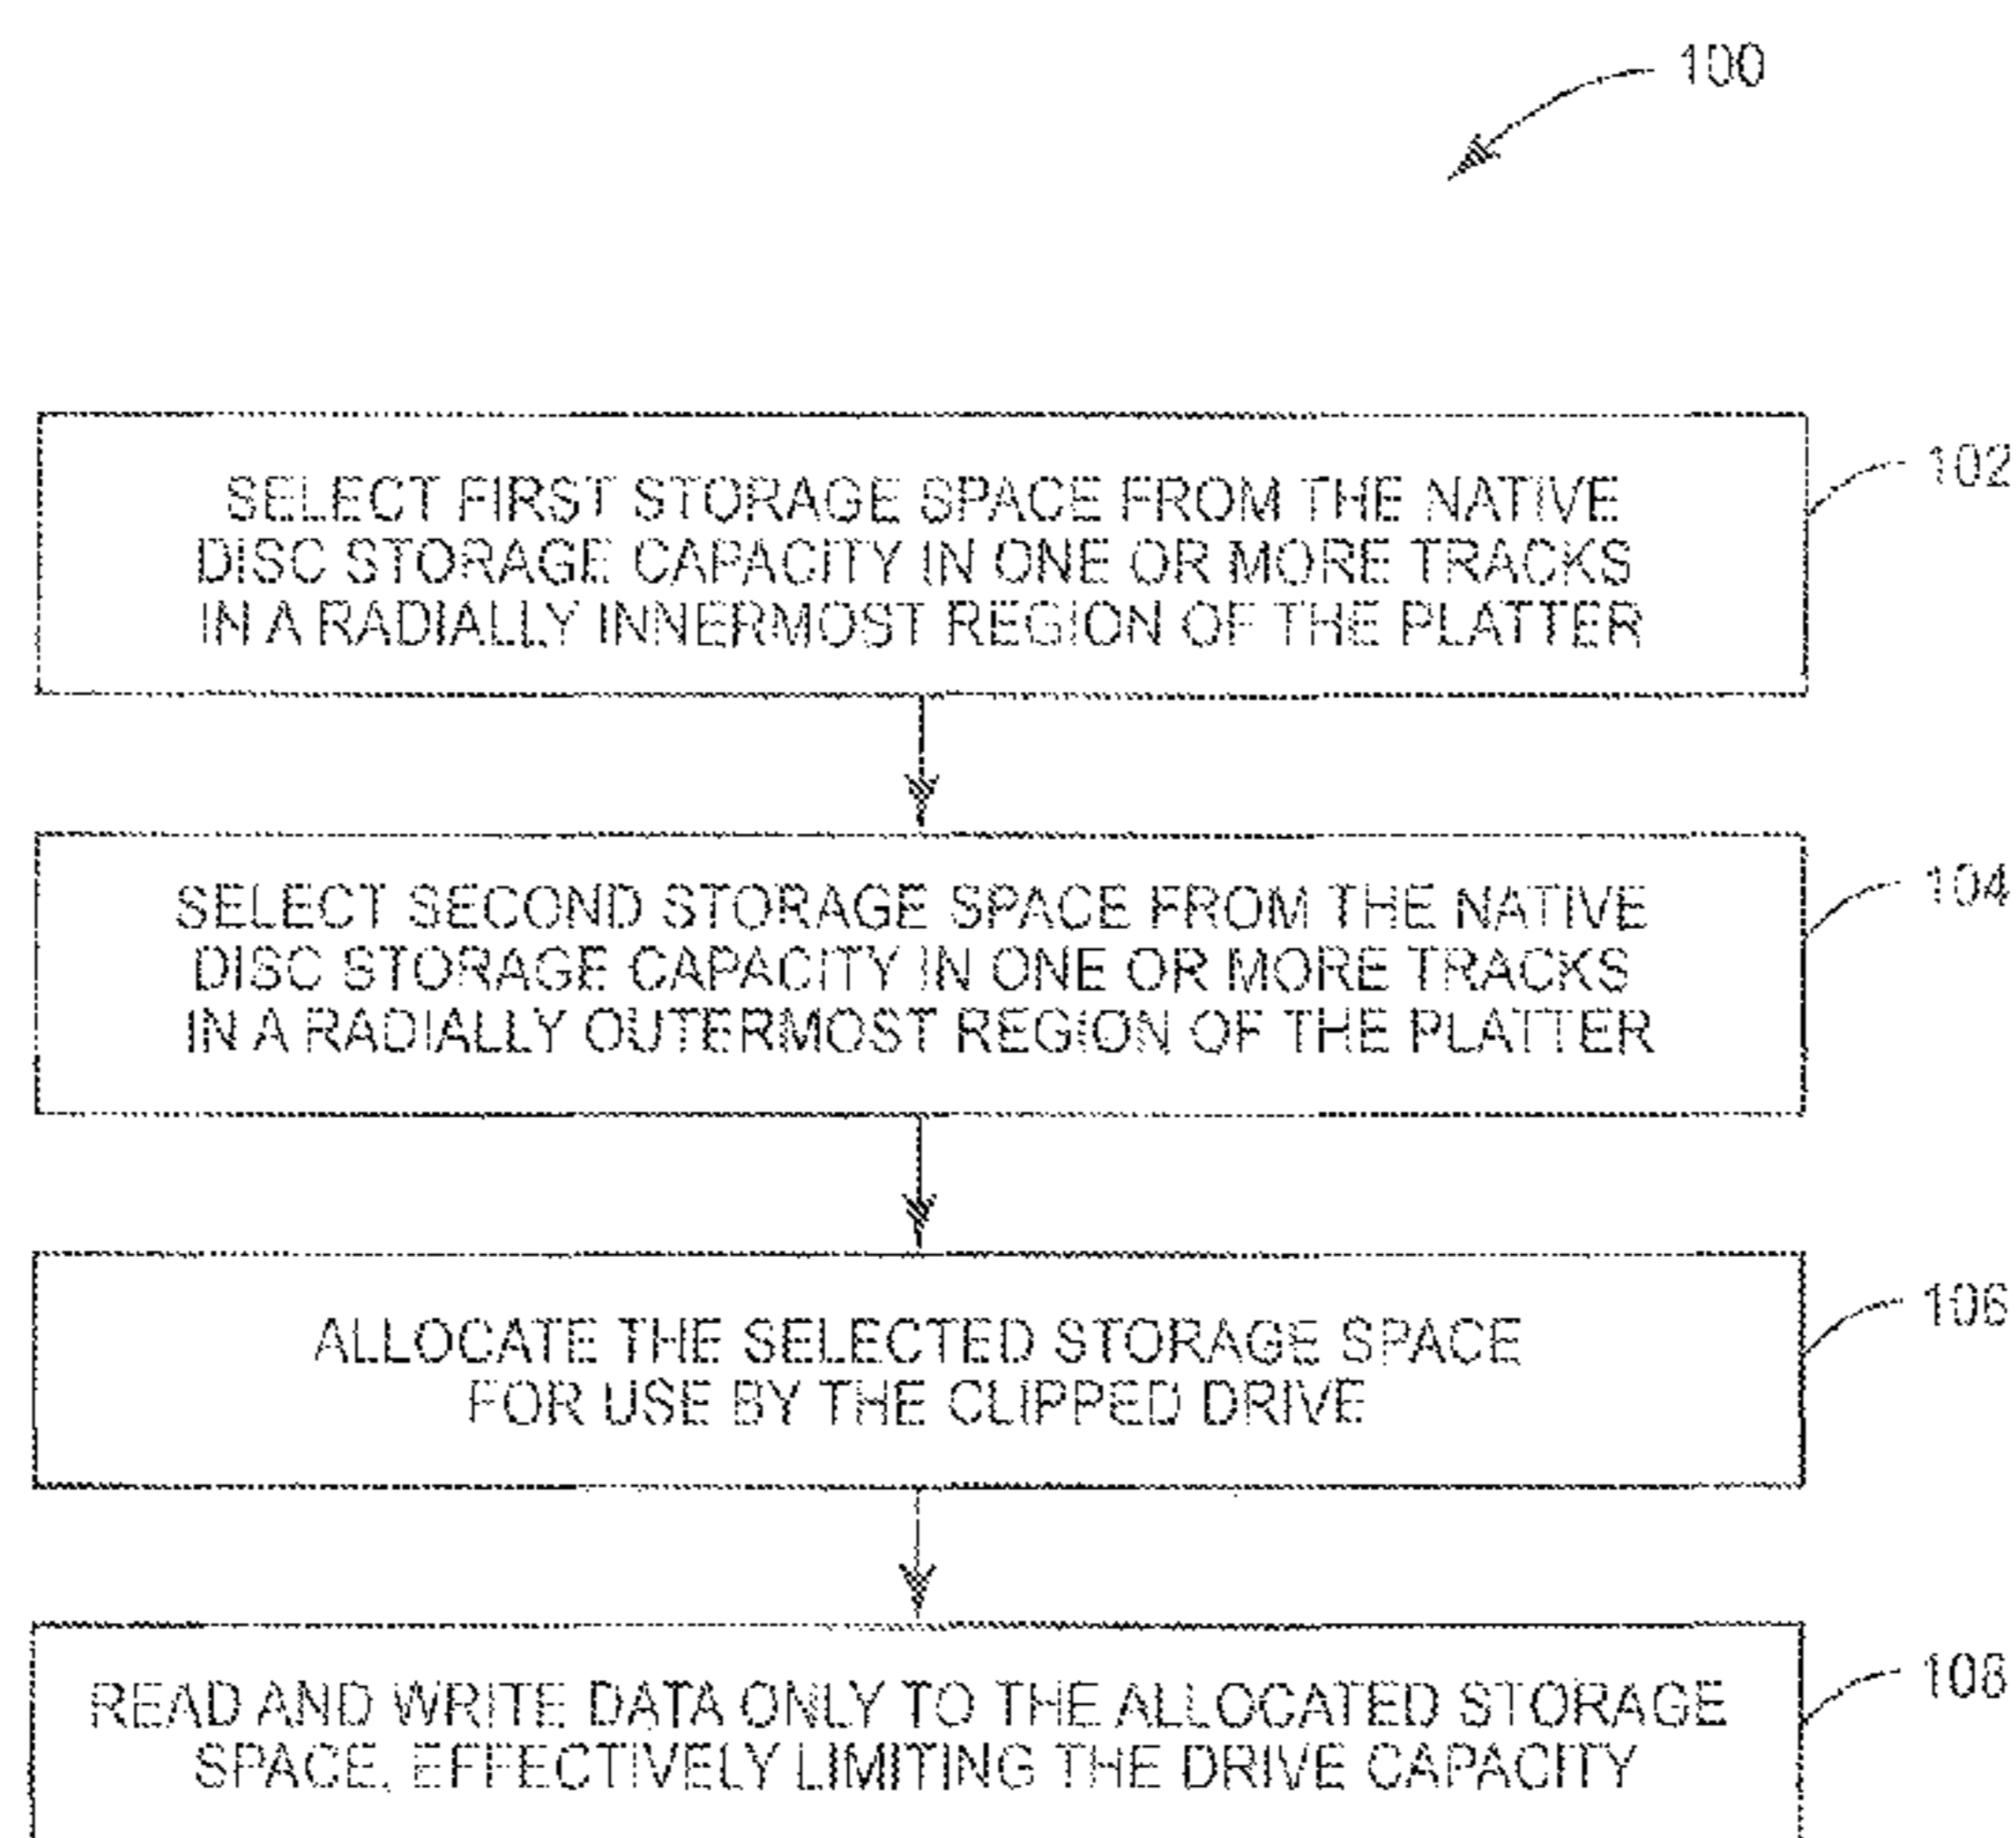 100
SELECT FIRST STORAGE SPACE FROM THE NATIVE
DISC STORAGE CAPACITY IN ONE OR MORE TRACKS
IN A RADIALLY INNERMOST REGION OF THE PLATTER
102
SELECT SECOND STORAGE SPACE FROM THE NATIVE
DISC STORAGE CAPACITY IN ONE OR MORE TRACKS
IN A RADIALLY OUTERMOST REGION OF THE PLATTER
104
ALLOCATE THE SELECTED STORAGE SPACE
FOR USE BY THE CLIPPED DRIVE
106
READ AND WRITE DATA ONLY TO THE ALLOCATED STORAGE
SPACE, EFFECTIVELY LIMITING THE DRIVE CAPACITY
108